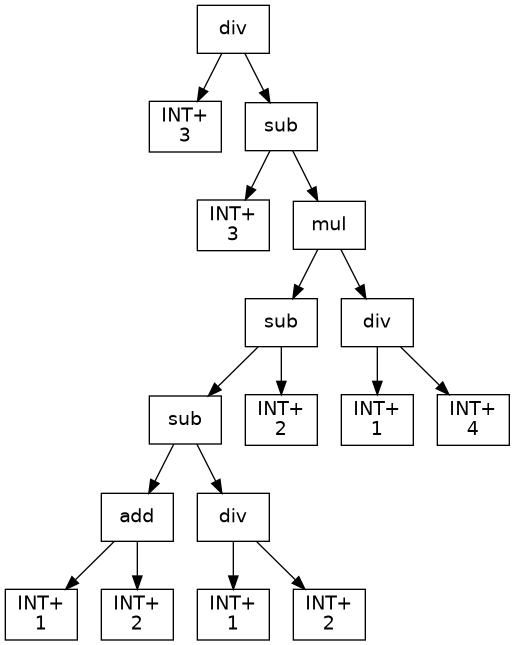 div
INT+
3
sub
INT+
3
mul
sub
div
sub
INT+
2
INT+
1
INT+
4
add
div
INT+
1
INT+
2
INT+
1
INT+
2